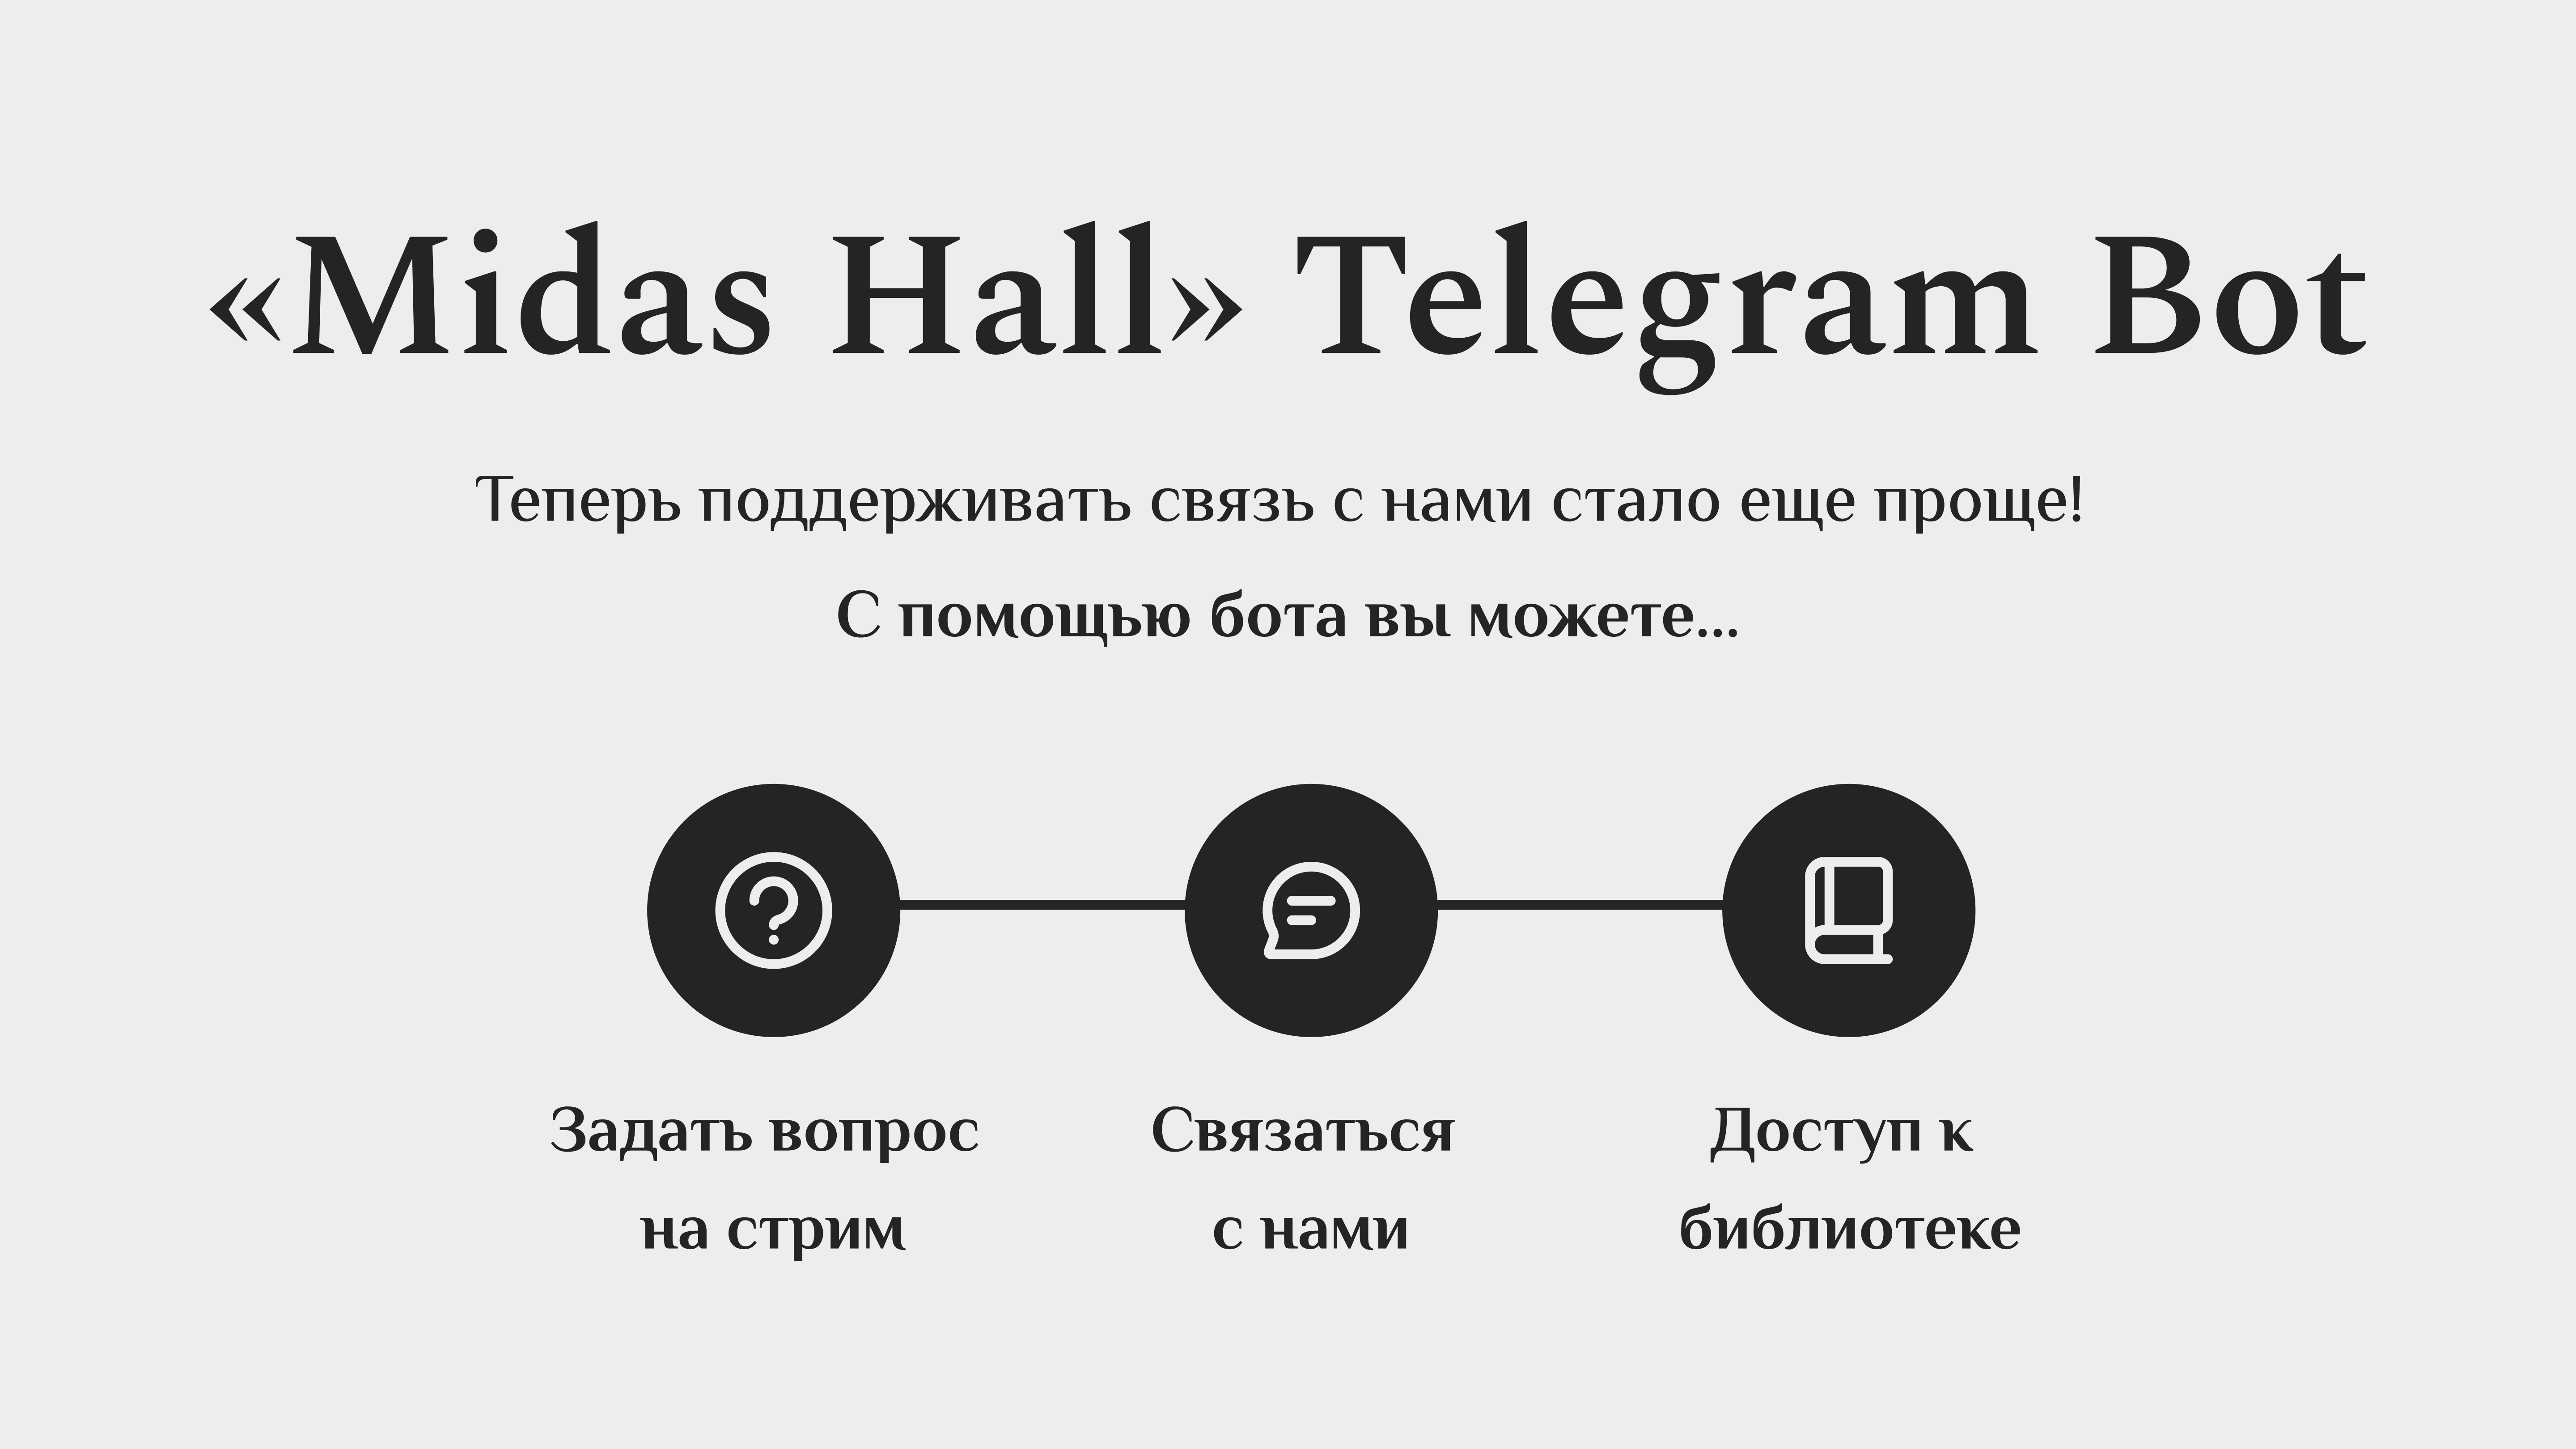 «Midas Hall» Telegram Bot
Теперь поддерживать связь с нами стало еще проще!
С помощью бота вы можете...
Задать вопрос
на стрим
Связаться
с нами
Доступ к
библиотеке